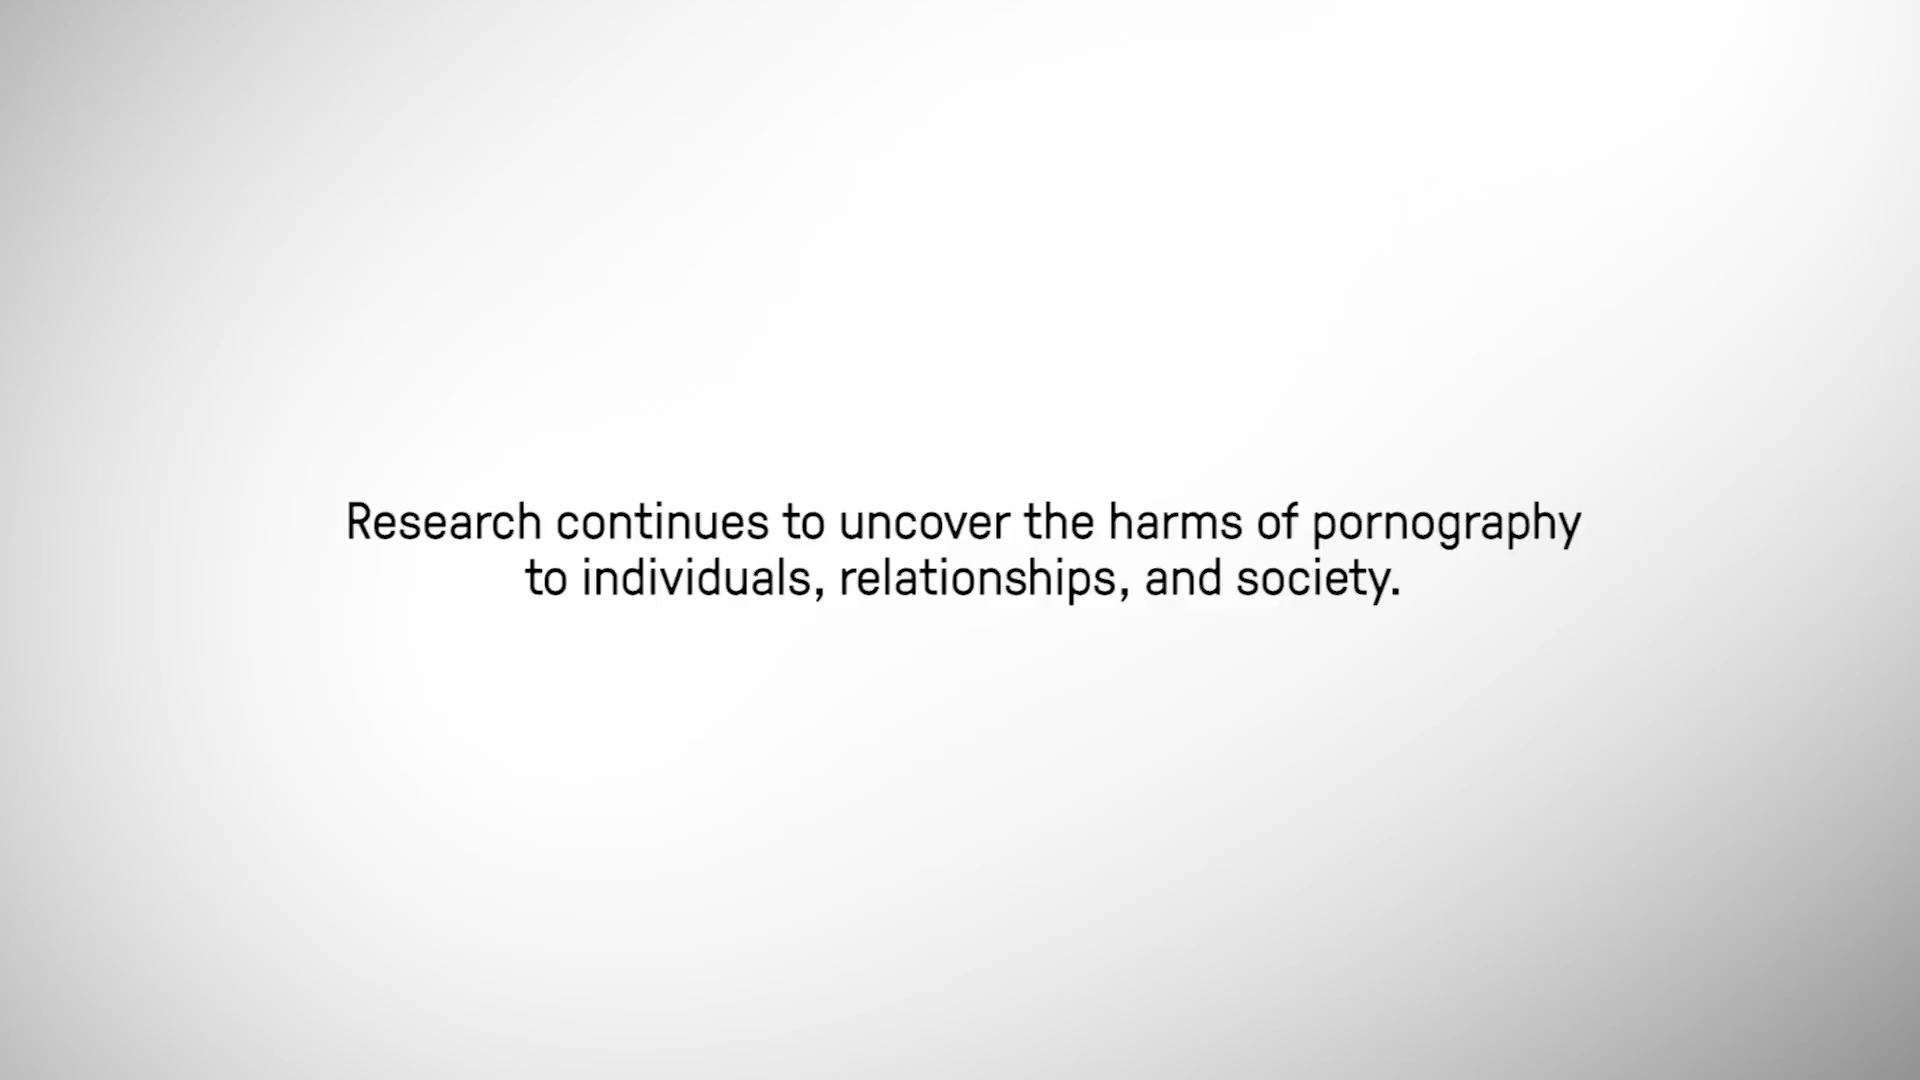 Research continues to uncover the harms of pornography
to individuals, relationships, and society.